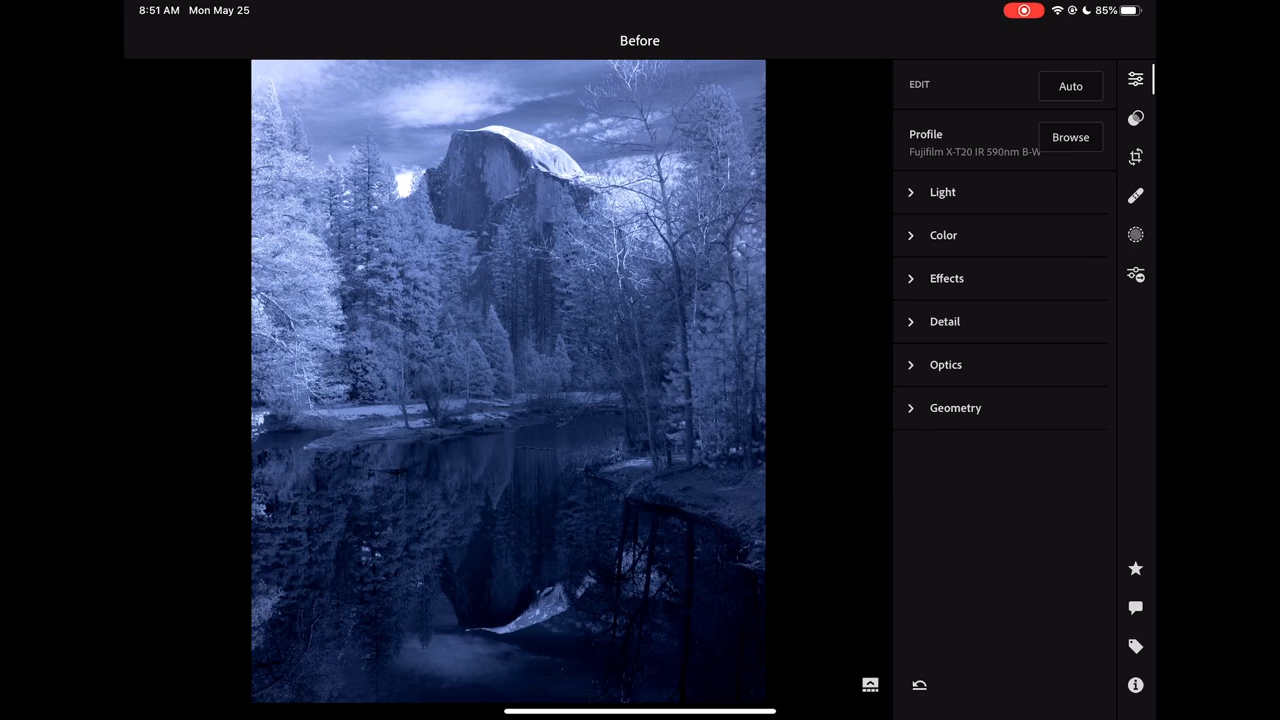 8:51 AM Mon May 25
85%
Before
EDIT
Auto
Profile
Fujifilm X-T20 IR 590nm B-W
Browse
Light
Color
Effects
Detail
Optics
Geometry